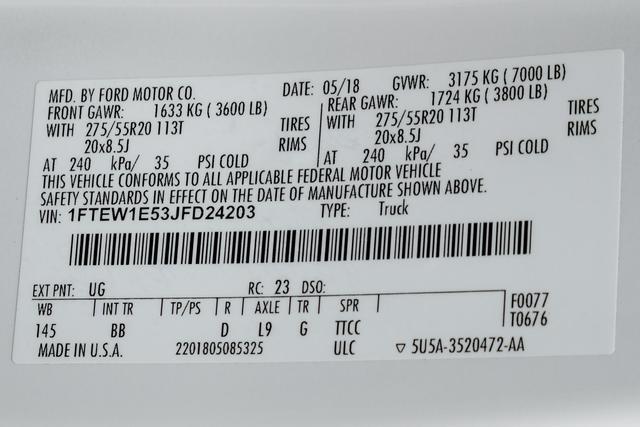 MFD. BY FORD MOTOR CO. DATE: 05/18 GVWR: 3175 KG ( 7000 LB)
FRONT GAWR: 1633 KG ( 3600 LB) REAR GAWR: 1724 KG ( 3800 LB)
WITH 275/55R20 113T TIRES WITH 275/55R20 113T TIRES
20x8.5J RIMS 20x8.5J RIMS
AT 240 kPa/ 35 PSI COLD AT 240 kPa/ 35 PSI COLD
THIS VEHICLE CONFORMS TO ALL APPLICABLE FEDERAL MOTOR VEHICLE
SAFETY STANDARDS IN EFFECT ON THE DATE OF MANUFACTURE SHOWN ABOVE.
VIN: 1FTEW1E53JFD24203 TYPE: Truck
EXT PNT: UG RC: 23 DSO:
WB INT TR TP/PS R AXLE TR SPR F0077
145 BB D L9 G TTCC T0676
MADE IN U.S.A. 2201805085325 ULC ▽ 5U5A-3520472-AA